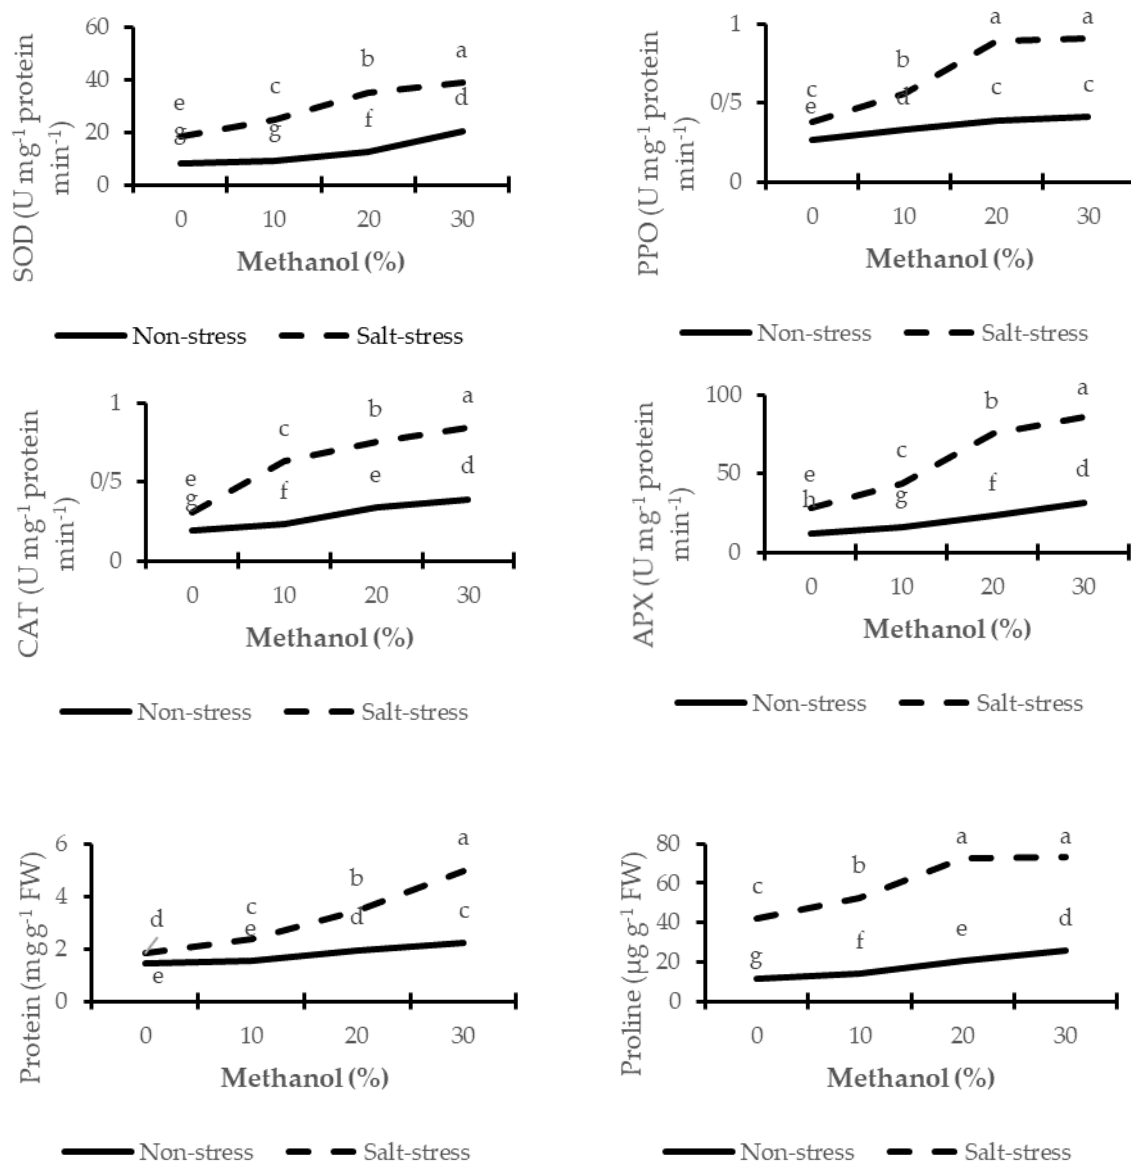 60
40
20
0
SOD (U mg⁻¹ protein
min⁻¹)
e
c
b
a
g
g
f
d
0 10 20 30
Methanol (%)
Non-stress Salt-stress
1
0/5
0
PPO (U mg⁻¹ protein
min⁻¹)
c
b
a
a
e
d
c
c
0 10 20 30
Methanol (%)
Non-stress Salt-stress
1
0/5
0
CAT (U mg⁻¹ protein
min⁻¹)
e
c
b
a
g
f
e
d
0 10 20 30
Methanol (%)
Non-stress Salt-stress
100
50
0
APX (U mg⁻¹ protein
min⁻¹)
e
c
b
a
h
g
f
d
0 10 20 30
Methanol (%)
Non-stress Salt-stress
6
4
2
0
Protein (mg g⁻¹ FW)
d
c
b
a
e
e
d
c
0 10 20 30
Methanol (%)
Non-stress Salt-stress
80
60
40
20
0
Proline (µg g⁻¹ FW)
c
b
a
a
g
f
e
d
0 10 20 30
Methanol (%)
Non-stress Salt-stress